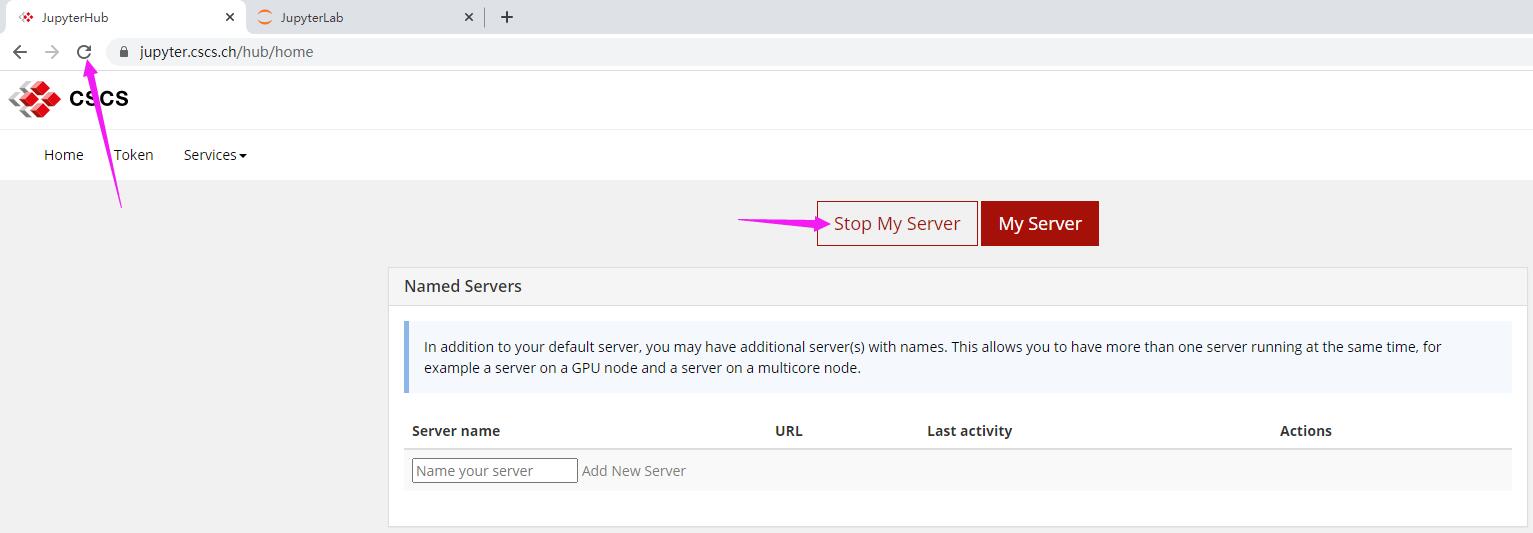 JupyterHub
JupyterLab
jupyter.cscs.ch/hub/home
CSCS
Home Token Services
Stop My Server My Server
Named Servers
In addition to your default server, you may have additional server(s) with names. This allows you to have more than one server running at the same time, for
example a server on a GPU node and a server on a multicore node.
Server name URL Last activity Actions
Name your server Add New Server